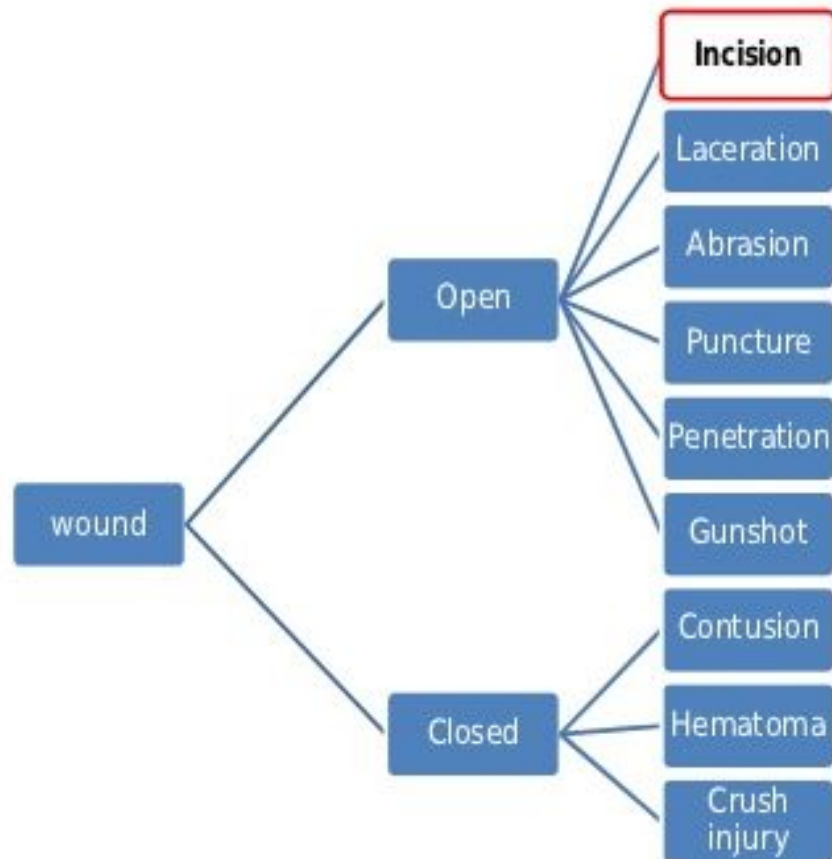 Incision
Laceration
Abrasion
Open
Puncture
Penetration
wound
Gunshot
Contusion
Closed
Hematoma
Crush
injury